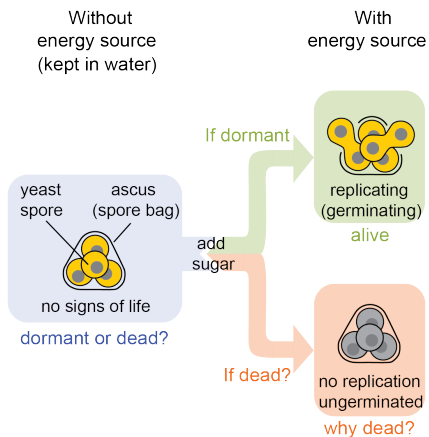 Without
energy source
(kept in water)
With
energy source
If dormant
replicating
(germinating)
alive
yeast
spore
ascus
(spore bag)
no signs of life
dormant or dead?
add
sugar
If dead?
no replication
ungerminated
why dead?